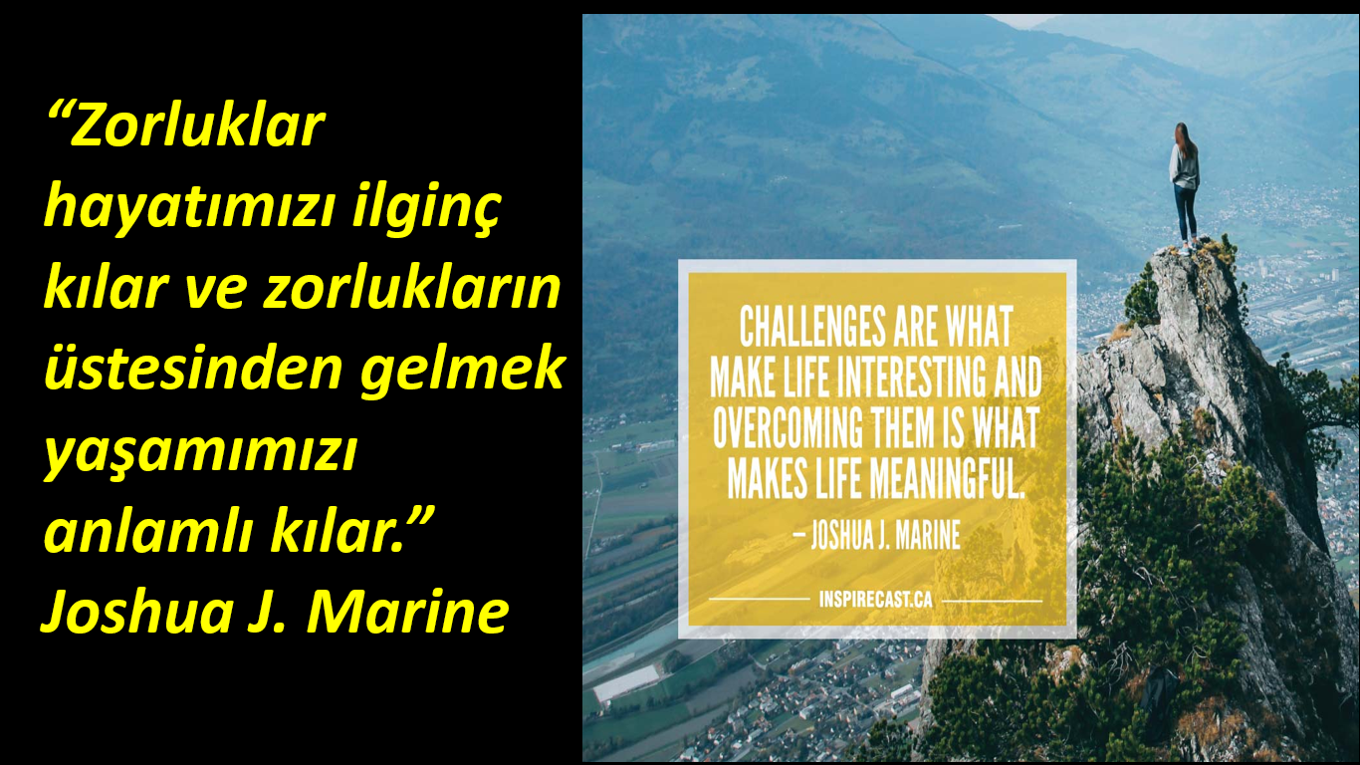 “Zorluklar
hayatımızı ilginç
kılar ve zorlukların
üstesinden gelmek
yaşamımızı
anlamlı kılar.”
Joshua J. Marine
CHALLENGES ARE WHAT
MAKE LIFE INTERESTING AND
OVERCOMING THEM IS WHAT
MAKES LIFE MEANINGFUL.
– JOSHUA J. MARINE
INSPIRECAST.CA